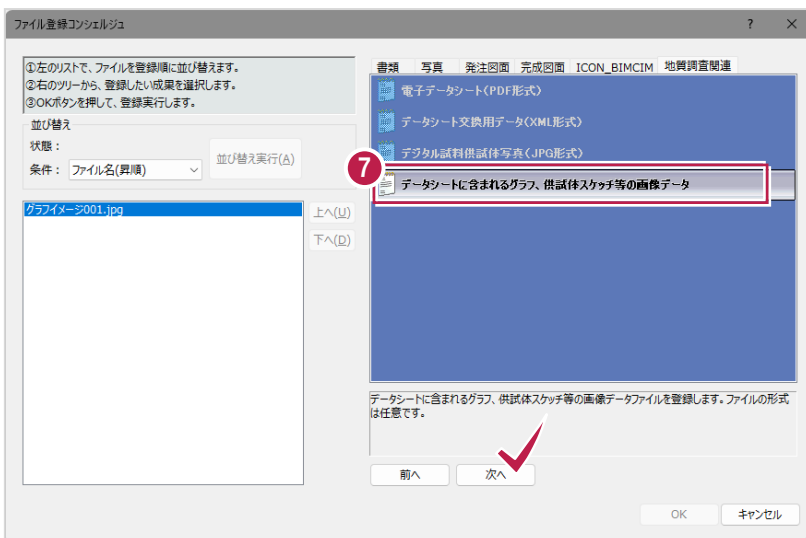 ファイル登録コンシェルジュ
? ×
①左のリストで、ファイルを登録順に並び替えます。
②右のツリーから、登録したい成果を選択します。
③OKボタンを押して、登録実行します。
並び替え
状態：
条件： ファイル名(昇順)
並び替え実行(A)
グラフイメージ001.jpg
上へ(U)
下へ(D)
書類 写真 発注図面 完成図面 ICON_BIMCIM 地質調査関連
電子データシート(PDF形式)
データシート交換用データ(XML形式)
デジタル試料供試体写真(JPG形式)
7
データシートに含まれるグラフ、供試体スケッチ等の画像データ
データシートに含まれるグラフ、供試体スケッチ等の画像データファイルを登録します。ファイルの形式
は任意です。
前へ 次へ
OK キャンセル